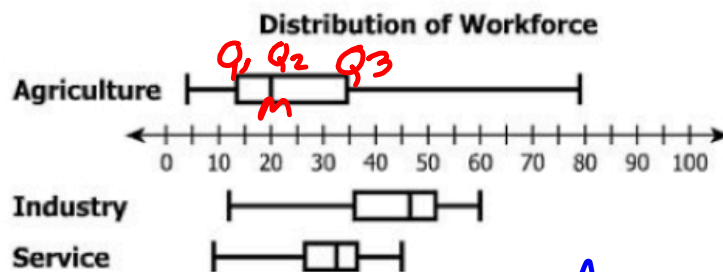 Distribution of Workforce
Q1 Q2 Q3
Agriculture
M
0 10 20 30 40 50 60 70 80 90 100
Industry
Service